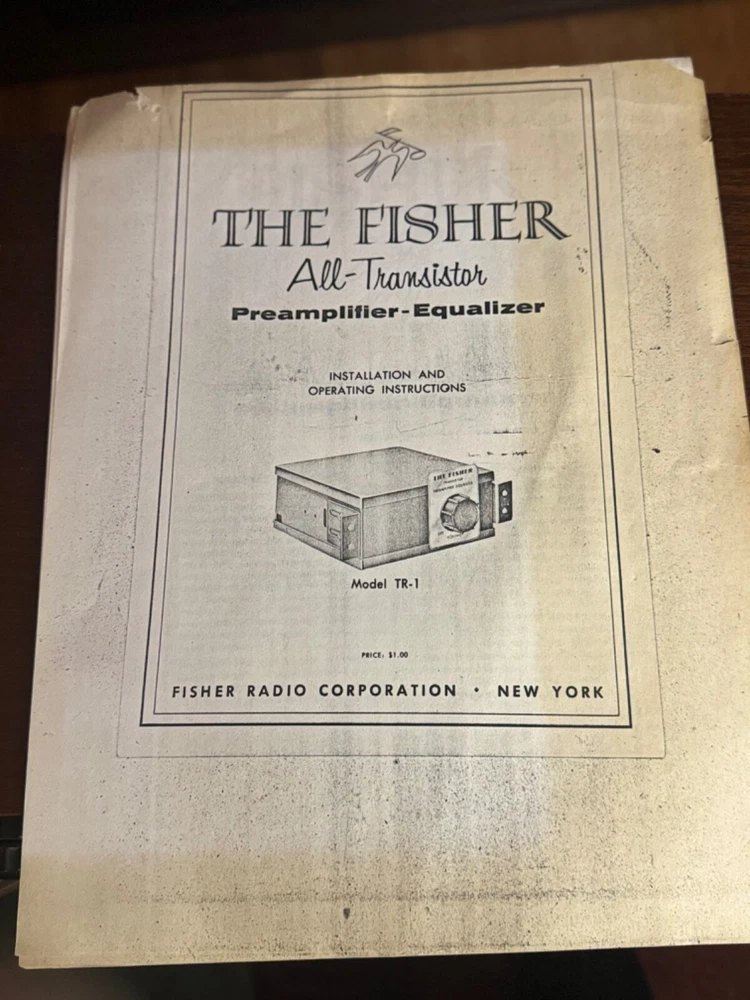 THE FISHER
All-Transistor
Preamplifier-Equalizer
INSTALLATION AND
OPERATING INSTRUCTIONS
THE FISHER
Model TR-1
PRICE: $1.00
FISHER RADIO CORPORATION • NEW YORK